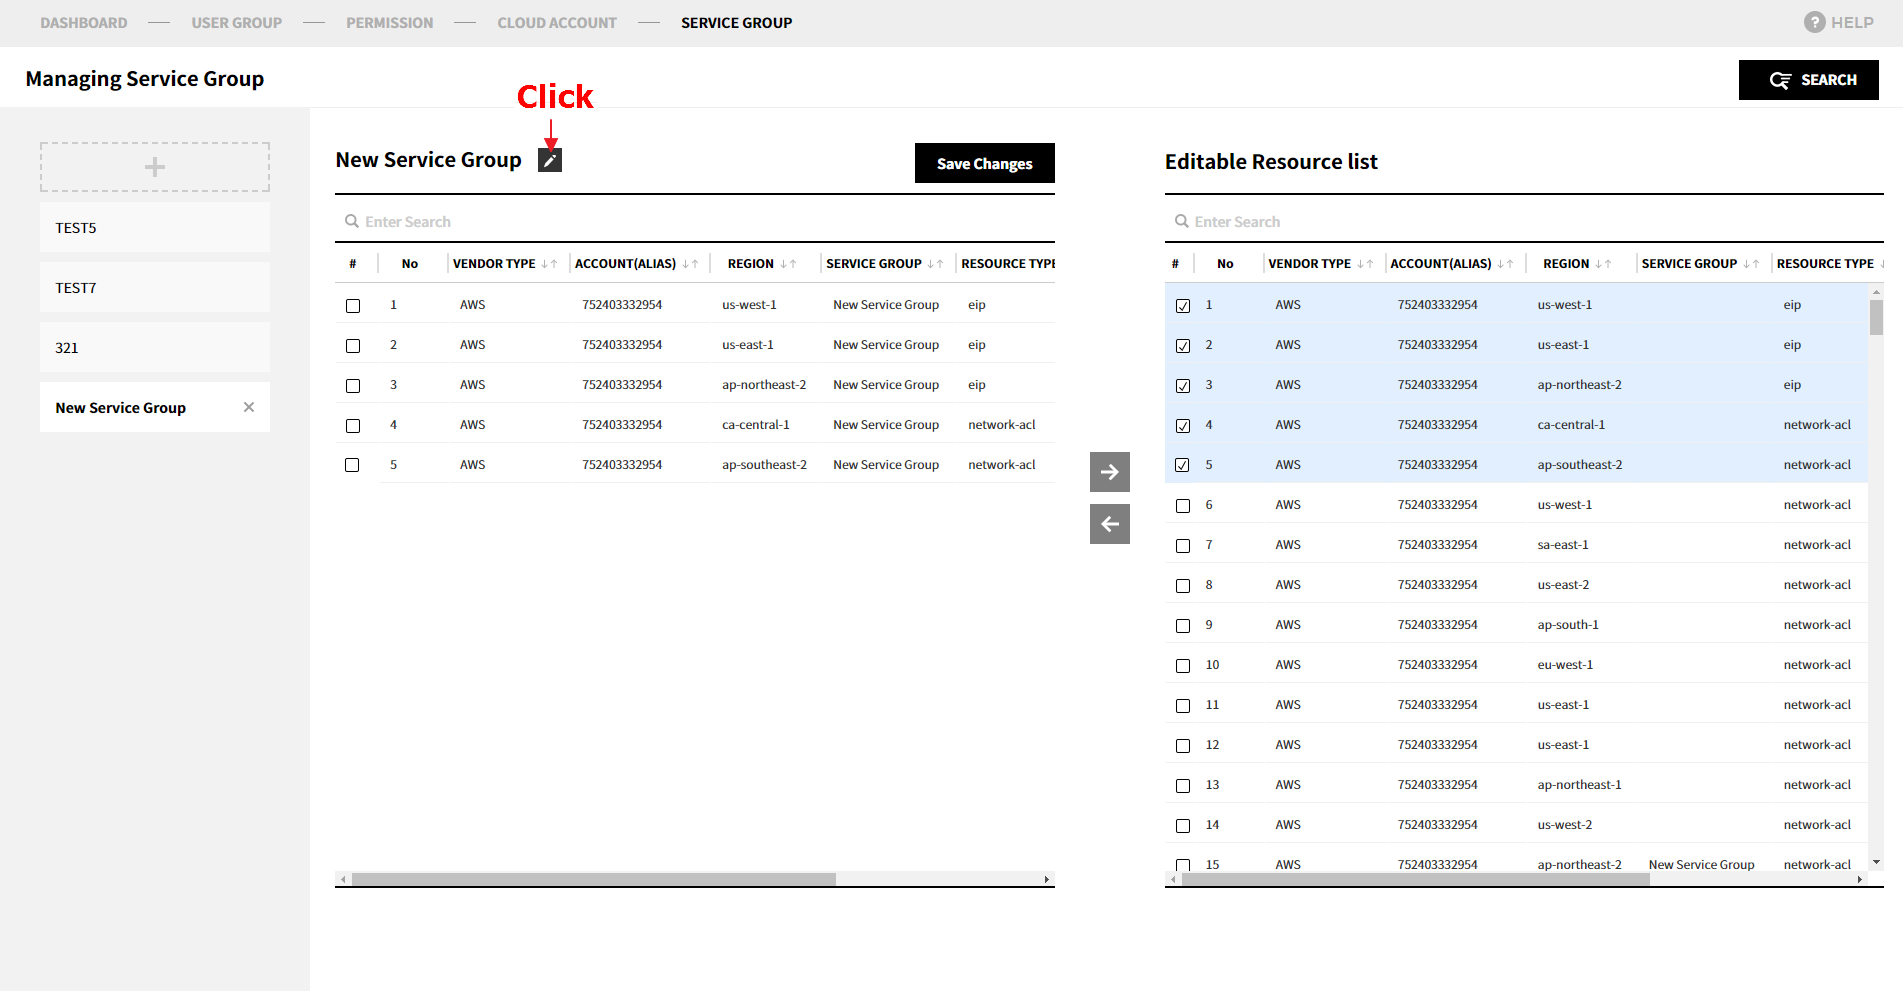 DASHBOARD — USER GROUP — PERMISSION — CLOUD ACCOUNT — SERVICE GROUP ? HELP
Managing Service Group
SEARCH
Click
TEST5
TEST7
321
New Service Group
New Service Group
Save Changes
Enter Search
# No VENDOR TYPE ACCOUNT(ALIAS) REGION SERVICE GROUP RESOURCE TYPE
1 AWS 752403332954 us-west-1 New Service Group eip
2 AWS 752403332954 us-east-1 New Service Group eip
3 AWS 752403332954 ap-northeast-2 New Service Group eip
4 AWS 752403332954 ca-central-1 New Service Group network-acl
5 AWS 752403332954 ap-southeast-2 New Service Group network-acl
Editable Resource list
Enter Search
# No VENDOR TYPE ACCOUNT(ALIAS) REGION SERVICE GROUP RESOURCE TYPE
1 AWS 752403332954 us-west-1 eip
2 AWS 752403332954 us-east-1 eip
3 AWS 752403332954 ap-northeast-2 eip
4 AWS 752403332954 ca-central-1 network-acl
5 AWS 752403332954 ap-southeast-2 network-acl
6 AWS 752403332954 us-west-1 network-acl
7 AWS 752403332954 sa-east-1 network-acl
8 AWS 752403332954 us-east-2 network-acl
9 AWS 752403332954 ap-south-1 network-acl
10 AWS 752403332954 eu-west-1 network-acl
11 AWS 752403332954 us-east-1 network-acl
12 AWS 752403332954 us-east-1 network-acl
13 AWS 752403332954 ap-northeast-1 network-acl
14 AWS 752403332954 us-west-2 network-acl
15 AWS 752403332954 ap-northeast-2 New Service Group network-acl